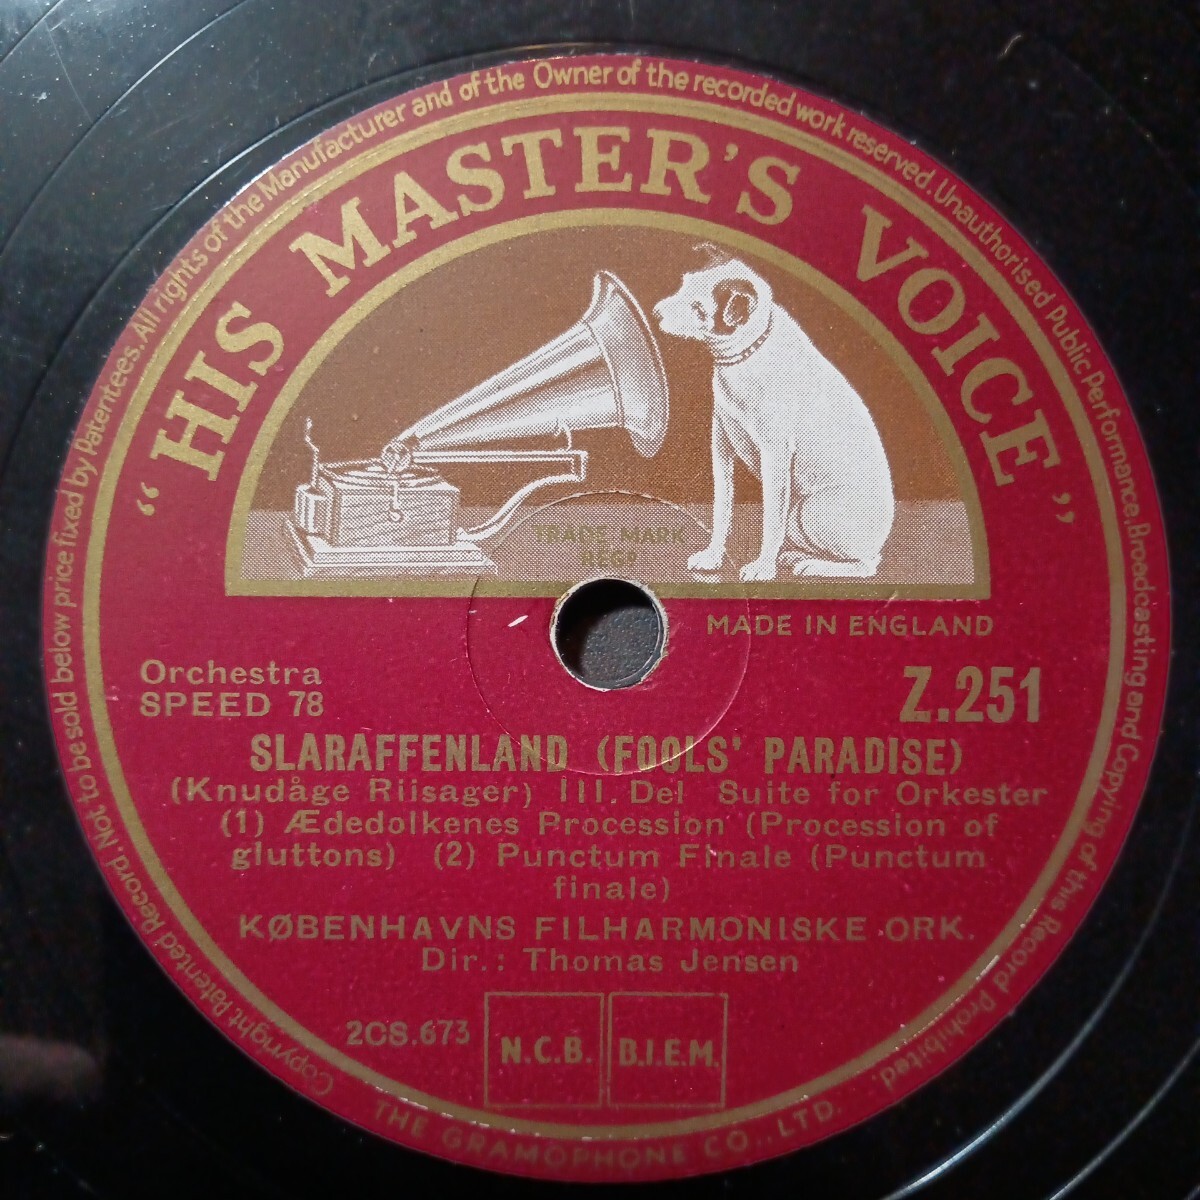 Copyright Patented Record. Not to be sold below price fixed by Patentees. All rights of the Manufacturer and of the Owner of the recorded work reserved. Unauthorised Public Performance, Broadcasting and Copying of this Record Prohibited.
“HIS MASTER'S VOICE”
TRADE MARK
REGD
MADE IN ENGLAND
Orchestra
SPEED 78
Z.251
SLARAFFENLAND (FOOLS' PARADISE)
(Knudåge Riisager) III. Del Suite for Orkester
(1) Ædedolkenes Procession (Procession of
gluttons) (2) Punctum Finale (Punctum
finale)
KØBENHAVNS FILHARMONISKE ORK.
Dir.: Thomas Jensen
2CS.673
N.C.B.
B.I.E.M.
THE GRAMOPHONE CO., LTD.